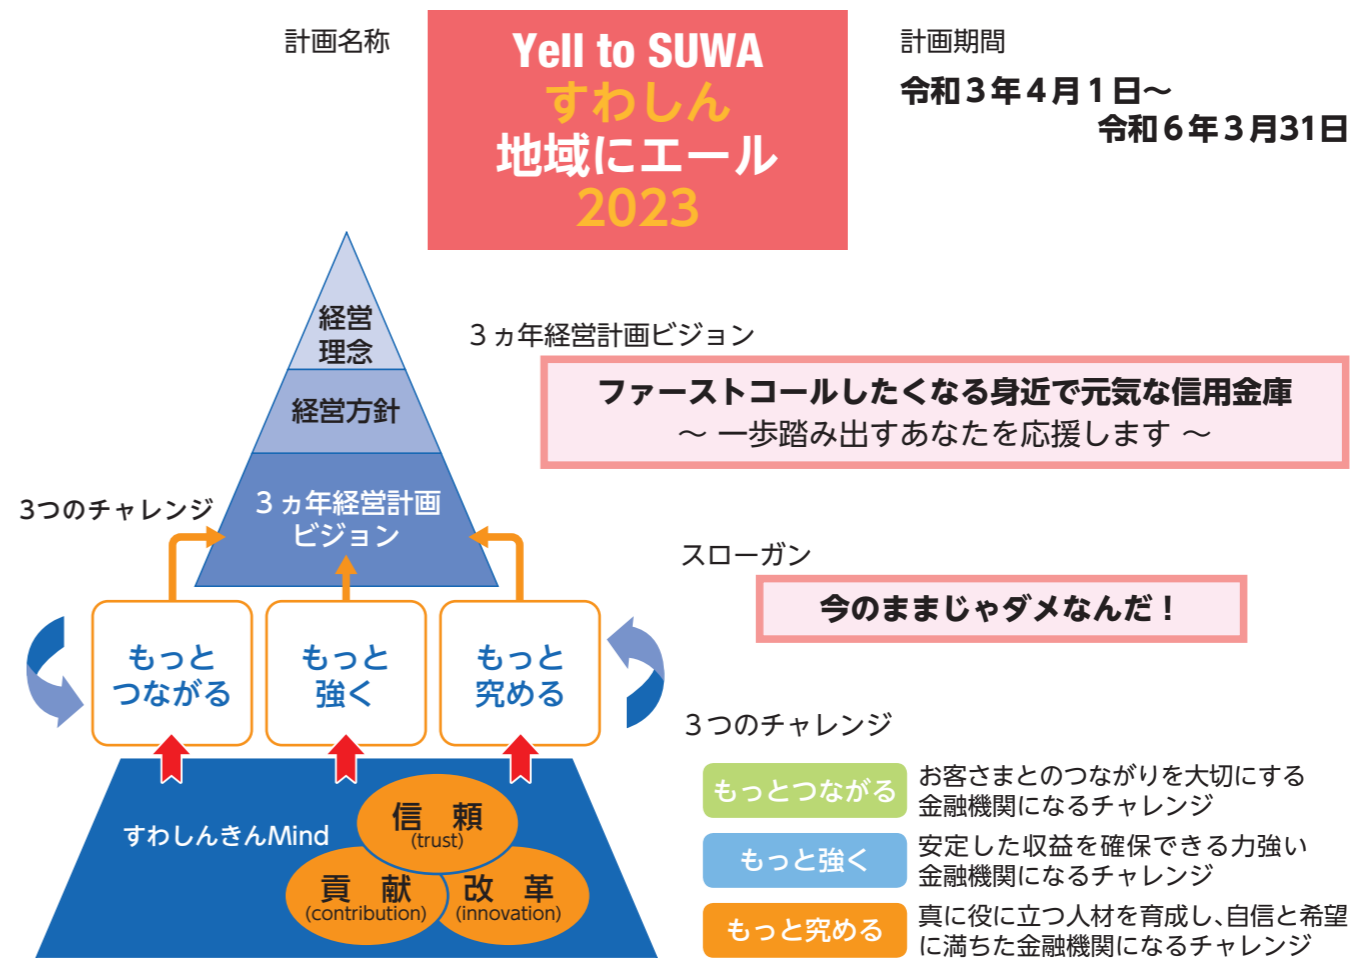 計画名称
Yell to SUWA
すわしん
地域にエール
2023
計画期間
令和３年４月１日～
令和６年３月31日
経営
理念
経営方針
３ヵ年経営計画
ビジョン
３ヵ年経営計画ビジョン
ファーストコールしたくなる身近で元気な信用金庫
～ 一歩踏み出すあなたを応援します ～
3つのチャレンジ
スローガン
今のままじゃダメなんだ！
もっと
つながる
もっと
強く
もっと
究める
すわしんきんMind
信　頼
(trust)
貢　献
(contribution)
改　革
(innovation)
３つのチャレンジ
もっとつながる
お客さまとのつながりを大切にする
金融機関になるチャレンジ
もっと強く
安定した収益を確保できる力強い
金融機関になるチャレンジ
もっと究める
真に役に立つ人材を育成し、自信と希望
に満ちた金融機関になるチャレンジ